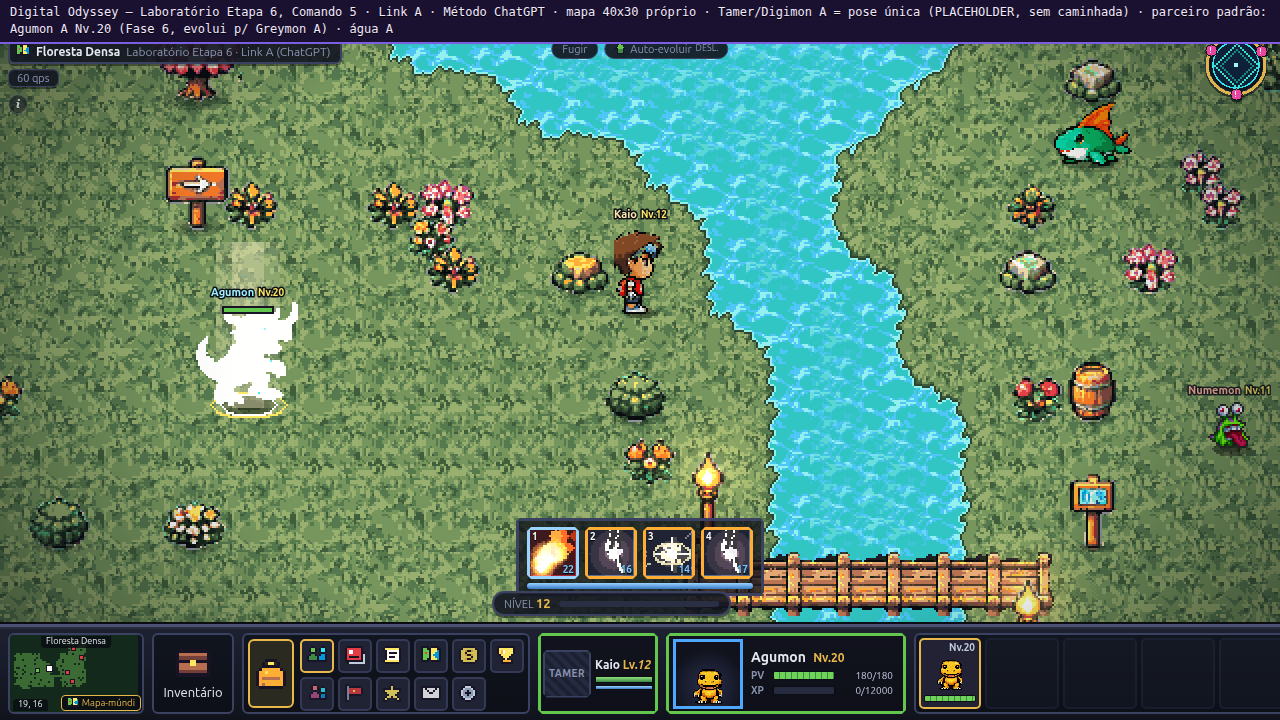 Digital Odyssey — Laboratório Etapa 6, Comando 5 · Link A · Método ChatGPT · mapa 40x30 próprio · Tamer/Digimon A = pose única (PLACEHOLDER, sem caminhada) · parceiro padrão:
Agumon A Nv.20 (Fase 6, evolui p/ Greymon A) · água A
Floresta Densa Laboratório Etapa 6 · Link A (ChatGPT)
Fugir
Auto-evoluir DESL.
60 qps
i
Kaio Nv.12
Agumon Nv.20
Numemon Nv.11
1 22
2 16
3 14
4 17
NÍVEL 12
Floresta Densa
19, 16
Mapa-múndi
Inventário
TAMER
Kaio Lv.12
Agumon Nv.20
PV 180/180
XP 0/12000
Nv.20